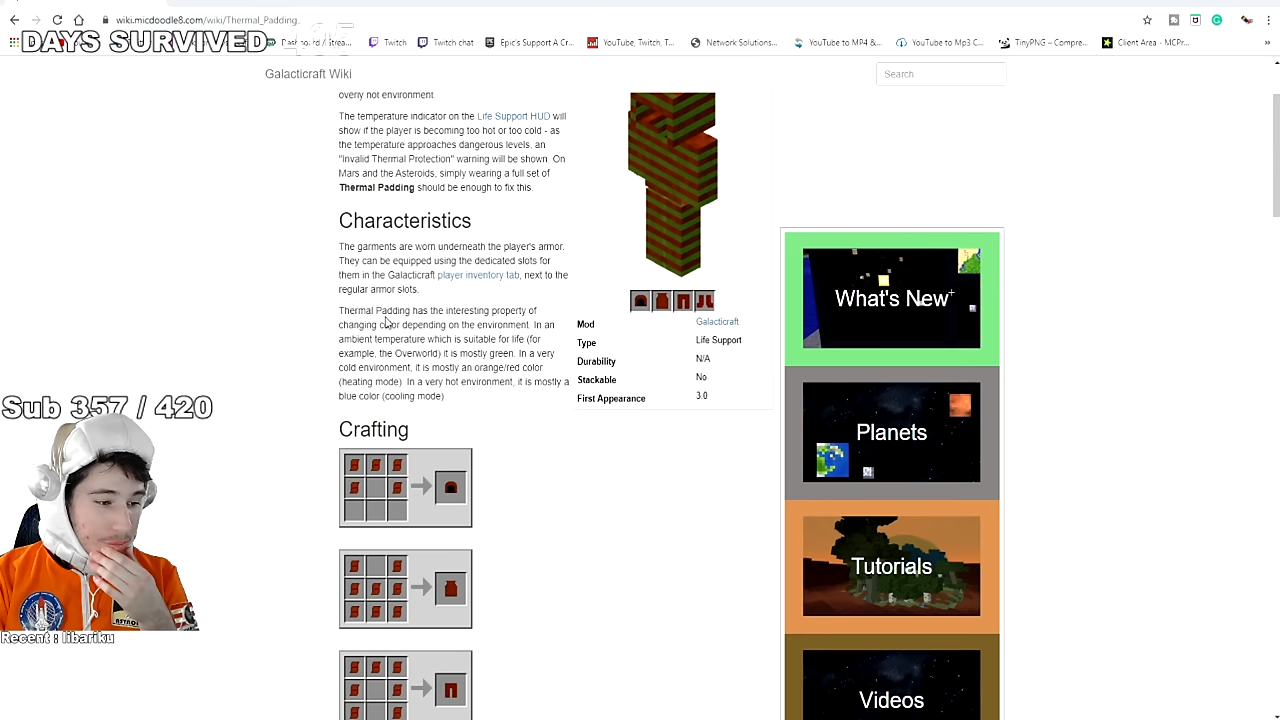 wiki.micdoodle8.com/wiki/Thermal_Padding
DAYS SURVIVED
Twitch
Twitch chat
Epic's Support A Cr...
YouTube, Twitch, T...
Network Solutions...
YouTube to MP4 &...
YouTube to Mp3 C...
TinyPNG – Compre...
Client Area - MCPr...
»
Galacticraft Wiki
Search
overly hot environment.
The temperature indicator on the Life Support HUD will
show if the player is becoming too hot or too cold - as
the temperature approaches dangerous levels, an
"Invalid Thermal Protection" warning will be shown. On
Mars and the Asteroids, simply wearing a full set of
Thermal Padding should be enough to fix this.
Characteristics
The garments are worn underneath the player's armor.
They can be equipped using the dedicated slots for
them in the Galacticraft player inventory tab, next to the
regular armor slots.
Thermal Padding has the interesting property of
changing color depending on the environment. In an
ambient temperature which is suitable for life (for
example, the Overworld) it is mostly green. In a very
cold environment, it is mostly an orange/red color
(heating mode). In a very hot environment, it is mostly a
blue color (cooling mode).
Mod Galacticraft
Type Life Support
Durability N/A
Stackable No
First Appearance 3.0
Crafting
What's New
Planets
Tutorials
Videos
Sub 357 / 420
Recent : libariku